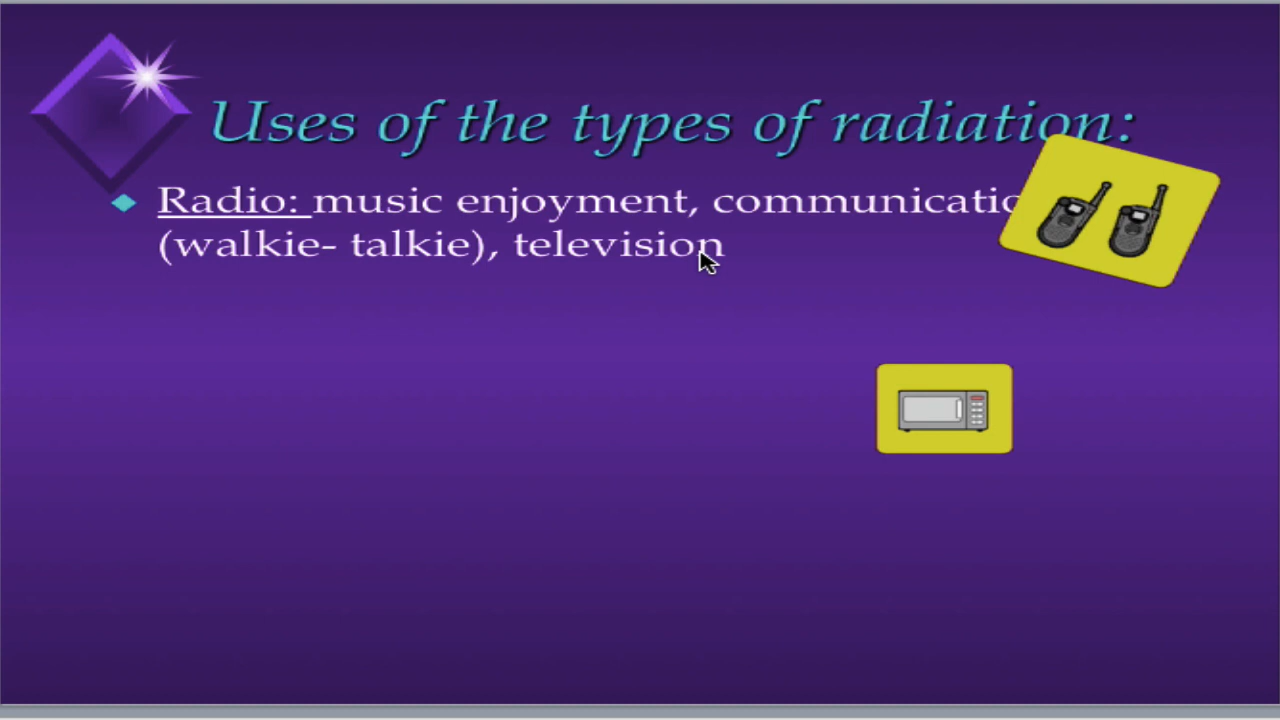 Uses of the types of radiation:
Radio: music enjoyment, communicatio
(walkie- talkie), television